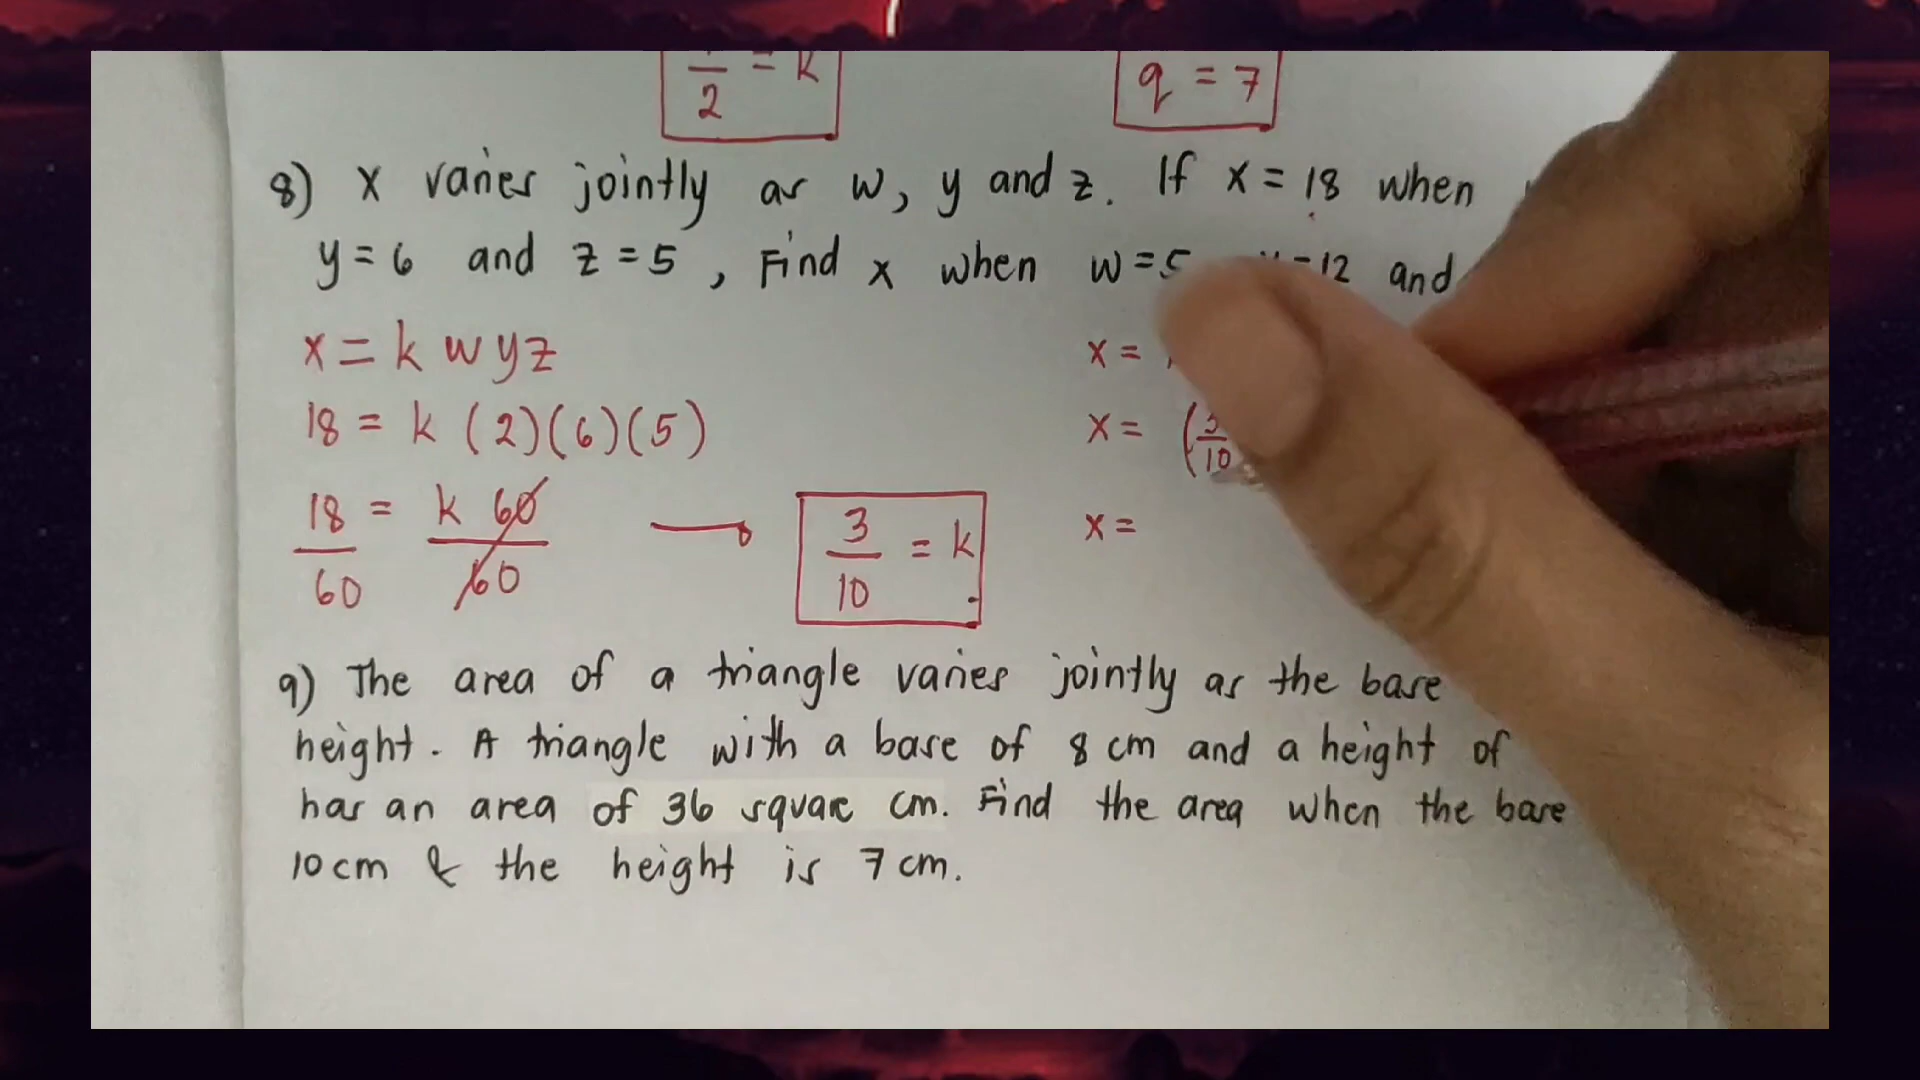 2 = k
q = 7
8) x varies jointly as w, y and z. If x = 18 when
y = 6 and z = 5, Find x when w = 5 = 12 and
x = k w y z
x =
18 = k (2)(6)(5)
x = ( 10
18 = k 60
60 60
3 = k
10
x =
9) The area of a triangle varies jointly as the base
height. A triangle with a base of 8 cm and a height of
has an area of 36 square cm. Find the area when the base
10 cm & the height is 7 cm.